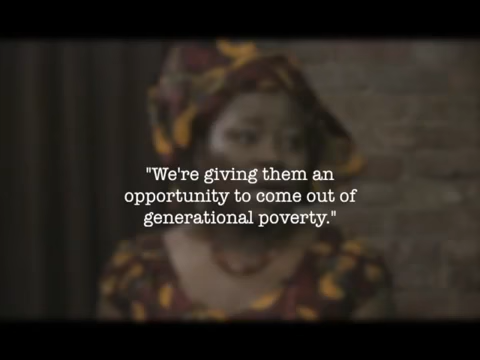 "We're giving them an
opportunity to come out of
generational poverty."